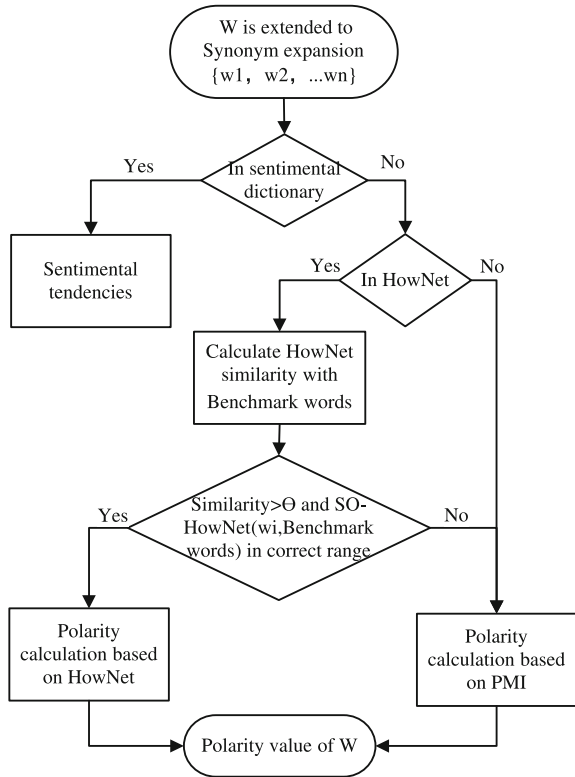 W is extended to
Synonym expansion
{w1，w2，...wn}
Yes
In sentimental
dictionary
No
Sentimental
tendencies
Yes
In HowNet
No
Calculate HowNet
similarity with
Benchmark words
Yes
Similarity>Θ and SO-
HowNet(wi,Benchmark
words) in correct range
No
Polarity
calculation based
on HowNet
Polarity
calculation based
on PMI
Polarity value of W